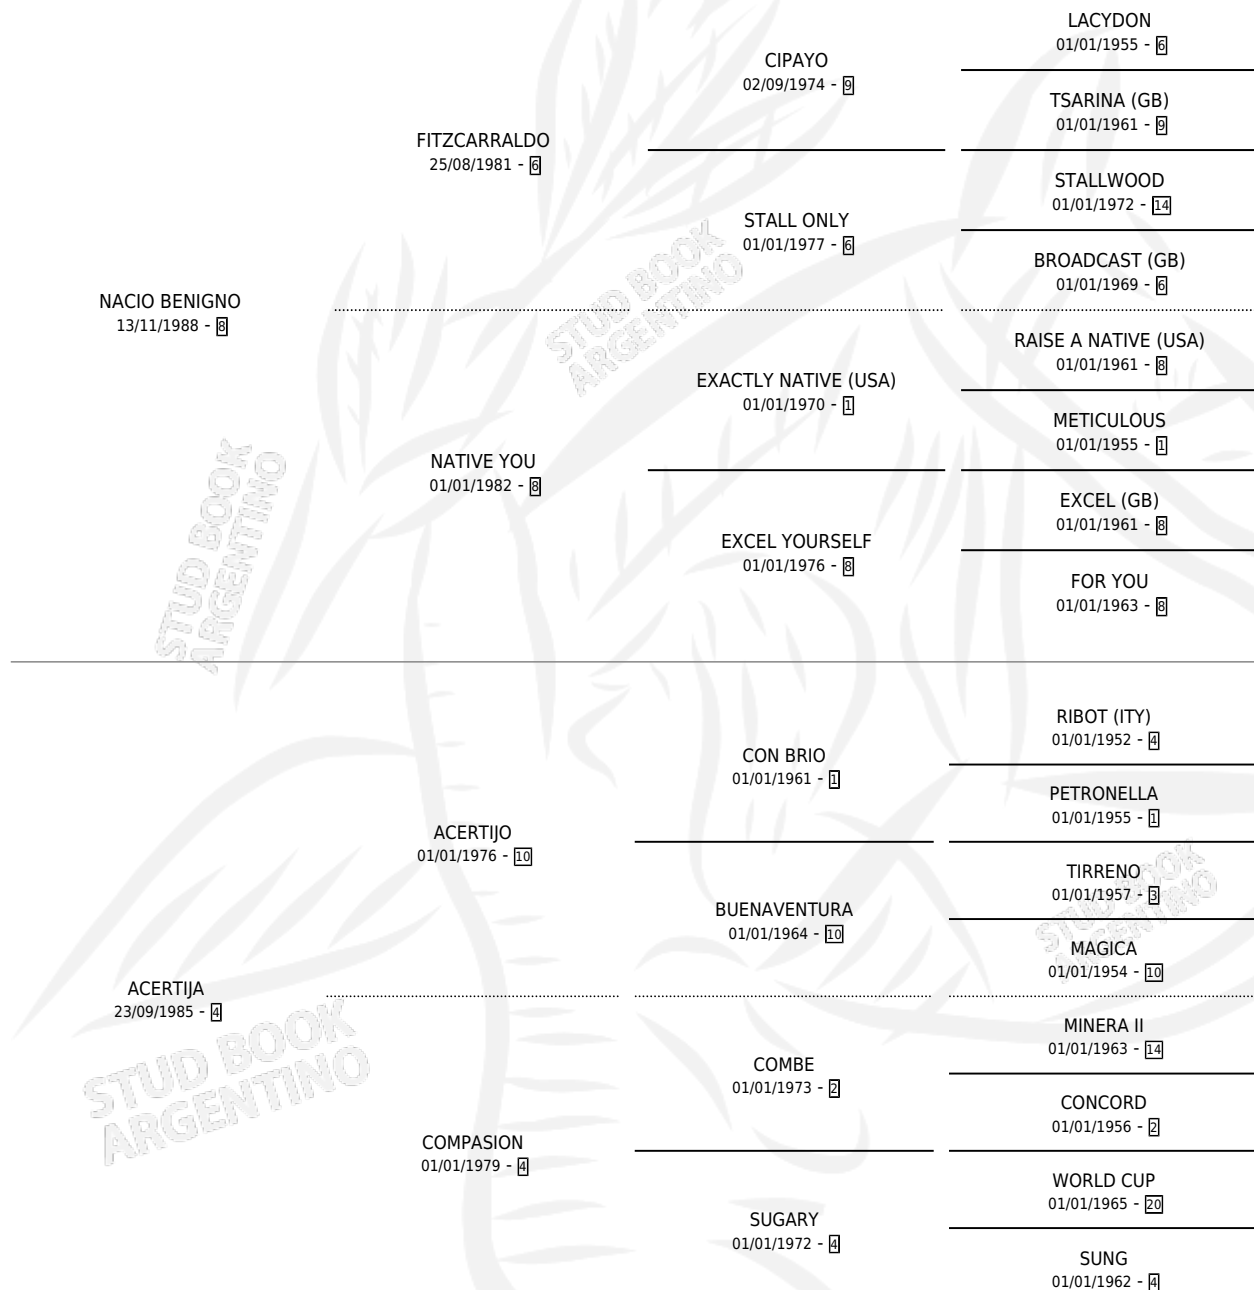 LACYDON
01/01/1955 - 6
CIPAYO
02/09/1974 - 9
TSARINA (GB)
01/01/1961 - 9
FITZCARRALDO
25/08/1981 - 6
STALLWOOD
01/01/1972 - 14
STALL ONLY
01/01/1977 - 6
BROADCAST (GB)
01/01/1969 - 6
NACIO BENIGNO
13/11/1988 - 8
STUD BOOK
ARGENTINO
RAISE A NATIVE (USA)
01/01/1961 - 8
EXACTLY NATIVE (USA)
01/01/1970 - 1
METICULOUS
01/01/1955 - 1
NATIVE YOU
01/01/1982 - 8
EXCEL (GB)
01/01/1961 - 8
EXCEL YOURSELF
01/01/1976 - 8
FOR YOU
01/01/1963 - 8
STUD BOOK
ARGENTINO
RIBOT (ITY)
01/01/1952 - 4
CON BRIO
01/01/1961 - 1
PETRONELLA
01/01/1955 - 1
ACERTIJO
01/01/1976 - 10
TIRRENO
01/01/1957 - 3
BUENAVENTURA
01/01/1964 - 10
STUD BOOK
ARGENTINO
MAGICA
01/01/1954 - 10
ACERTIJA
23/09/1985 - 4
MINERA II
01/01/1963 - 14
COMBE
01/01/1973 - 2
CONCORD
01/01/1956 - 2
STUD BOOK
ARGENTINO
COMPASION
01/01/1979 - 4
WORLD CUP
01/01/1965 - 20
SUGARY
01/01/1972 - 4
SUNG
01/01/1962 - 4